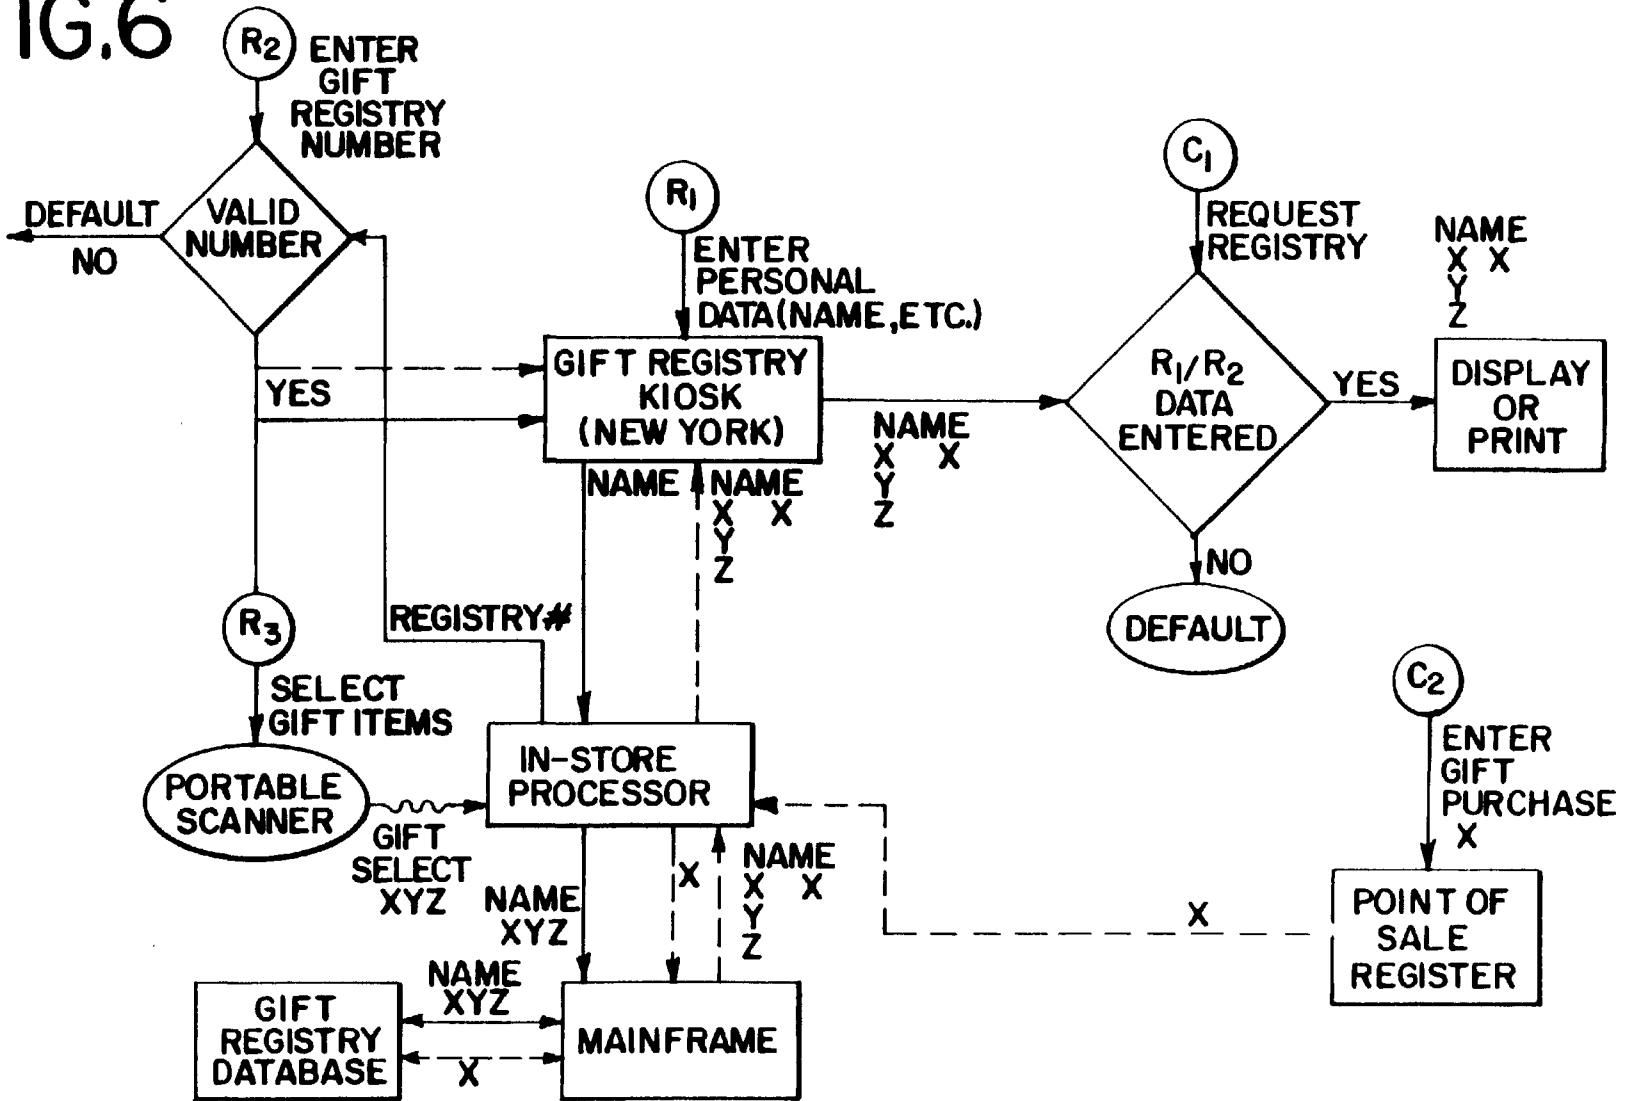 IG.6
R2
ENTER
GIFT
REGISTRY
NUMBER
VALID
NUMBER
DEFAULT
NO
YES
R1
ENTER
PERSONAL
DATA(NAME,ETC.)
GIFT REGISTRY
KIOSK
(NEW YORK)
NAME
NAME
X X
Y
Z
NAME
X X
Y
Z
C1
REQUEST
REGISTRY
R1/R2
DATA
ENTERED
YES
NAME
X X
Y
Z
DISPLAY
OR
PRINT
NO
DEFAULT
REGISTRY#
R3
SELECT
GIFT ITEMS
PORTABLE
SCANNER
GIFT
SELECT
XYZ
IN-STORE
PROCESSOR
NAME
XYZ
X
NAME
X X
Y
Z
C2
ENTER
GIFT
PURCHASE
X
POINT OF
SALE
REGISTER
X
NAME
XYZ
X
GIFT
REGISTRY
DATABASE
MAINFRAME